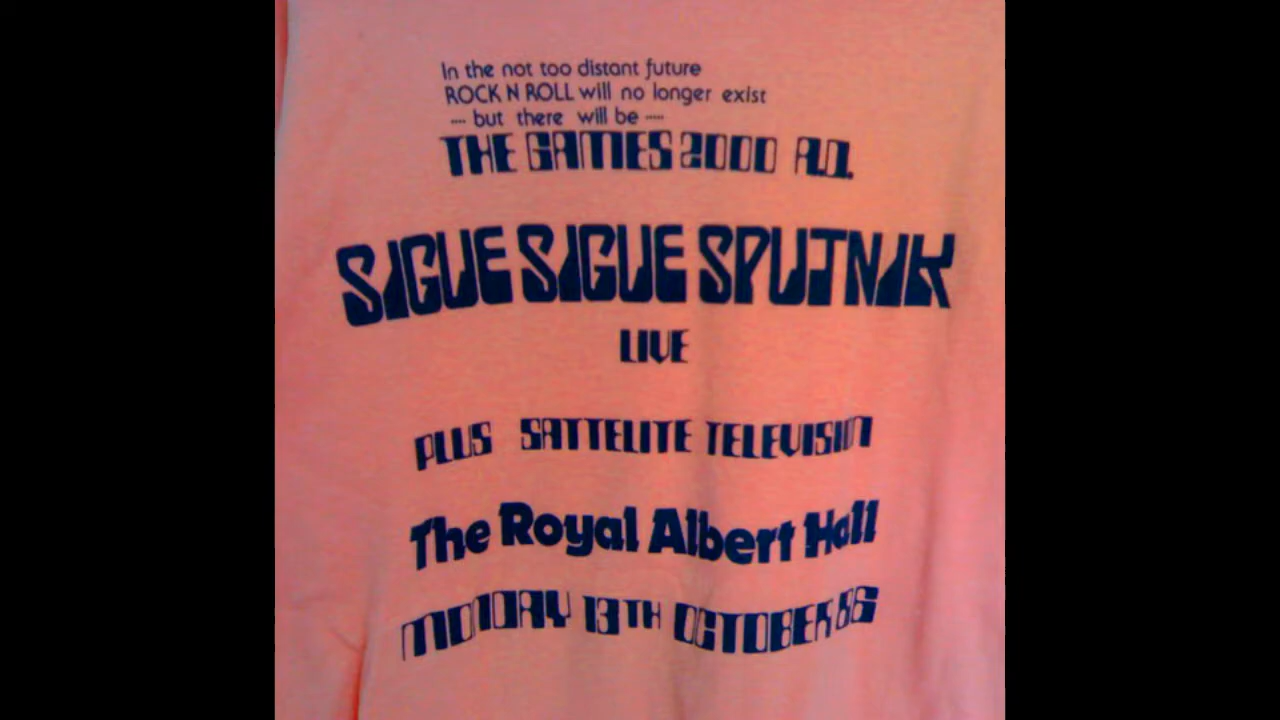 In the not too distant future
ROCK N ROLL will no longer exist
.... but there will be .....
THE GAMES 2000 A.D.
SIGUE SIGUE SPUTNIK
LIVE
PLUS SATTELITE TELEVISION
The Royal Albert Hall
MONDAY 13TH OCTOBER 86